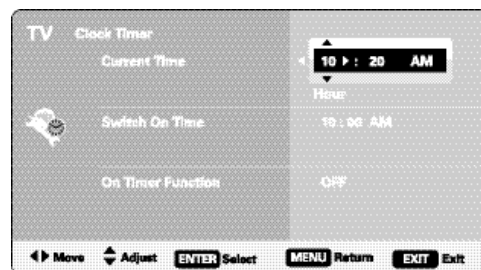 TV Clock Timer
Current Time 10 : 20 AM
Hour
Switch On Time 10 : 00 AM
On Timer Function OFF
Move Adjust ENTER Select MENU Return EXIT Exit